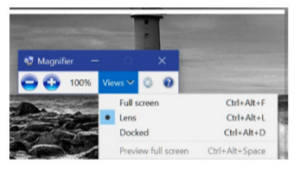 Magnifier
100% Views
Full screen Ctrl+Alt+F
Lens Ctrl+Alt+L
Docked Ctrl+Alt+D
Preview full screen Ctrl+Alt+Space